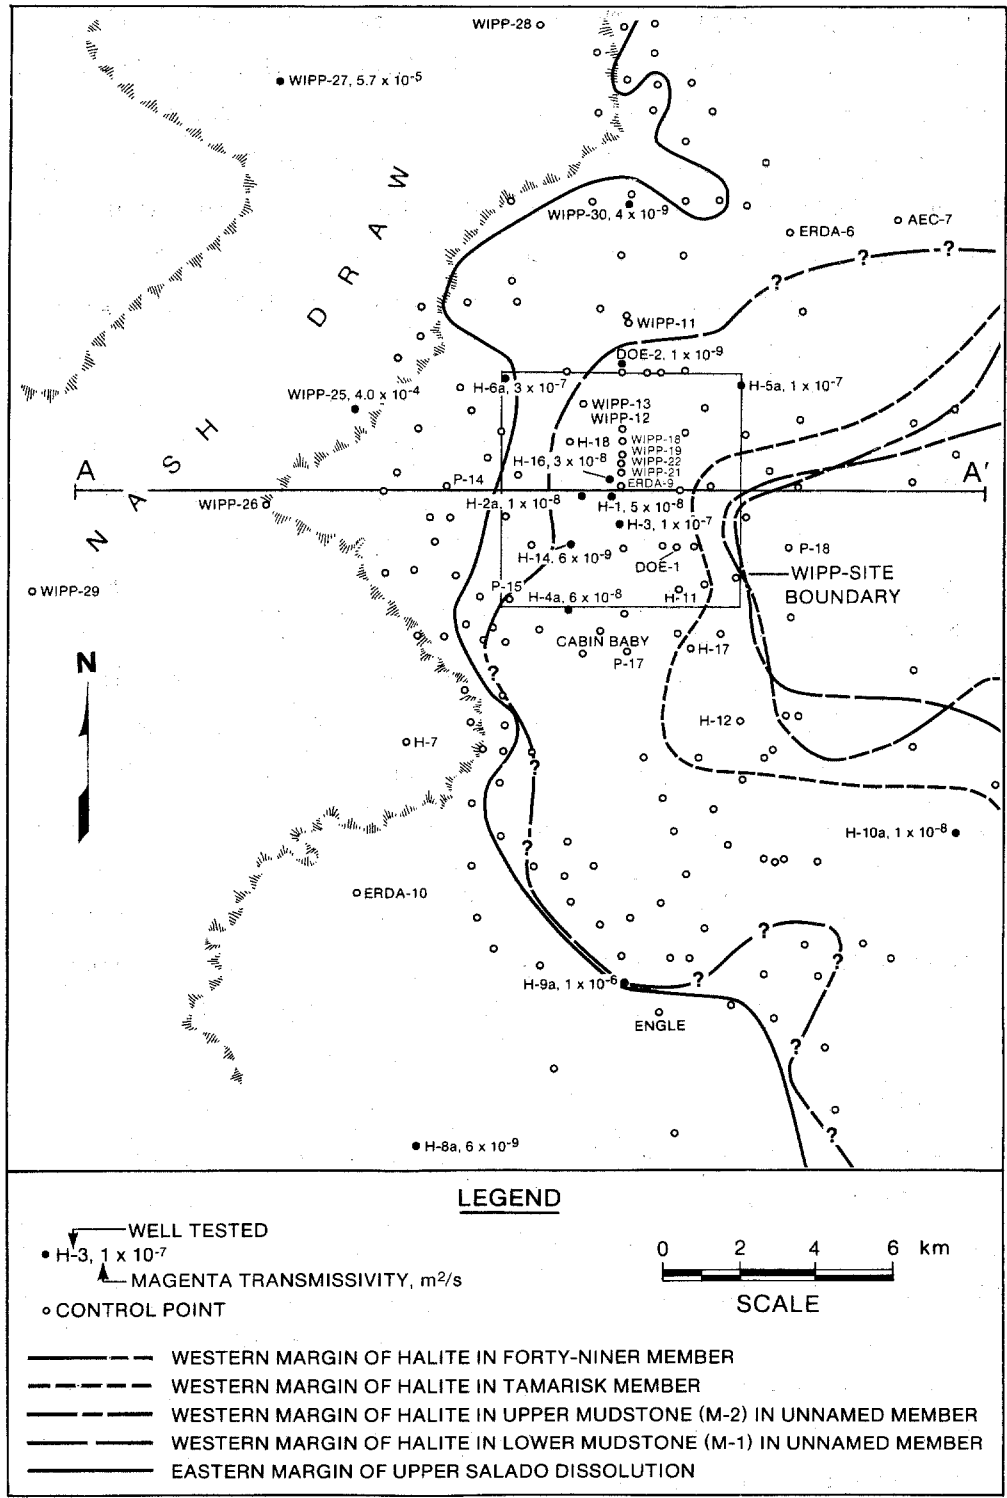 WIPP-28
WIPP-27, 5.7 x 10-5
NASH DRAW
WIPP-30, 4 x 10-9
AEC-7
ERDA-6
?
?
-?
WIPP-11
DOE-2, 1 x 10-9
H-6a, 3 x 10-7
H-5a, 1 x 10-7
WIPP-25, 4.0 x 10-4
WIPP-13
WIPP-12
H-18
WIPP-18
WIPP-19
H-16, 3 x 10-8
WIPP-22
WIPP-21
A
P-14
ERDA-9
A'
WIPP-26
H-2a, 1 x 10-8
H-1, 5 x 10-8
H-3, 1 x 10-7
H-14, 6 x 10-9
DOE-1
P-18
WIPP-SITE
BOUNDARY
WIPP-29
P-15
H-4a, 6 x 10-8
H-11
CABIN BABY
P-17
H-17
N
?
H-12
H-7
?
?
H-10a, 1 x 10-8
ERDA-10
?
?
?
H-9a, 1 x 10-6
ENGLE
?
?
H-8a, 6 x 10-9
LEGEND
WELL TESTED
H-3, 1 x 10-7
MAGENTA TRANSMISSIVITY, m2/s
CONTROL POINT
0 2 4 6 km
SCALE
WESTERN MARGIN OF HALITE IN FORTY-NINER MEMBER
WESTERN MARGIN OF HALITE IN TAMARISK MEMBER
WESTERN MARGIN OF HALITE IN UPPER MUDSTONE (M-2) IN UNNAMED MEMBER
WESTERN MARGIN OF HALITE IN LOWER MUDSTONE (M-1) IN UNNAMED MEMBER
EASTERN MARGIN OF UPPER SALADO DISSOLUTION